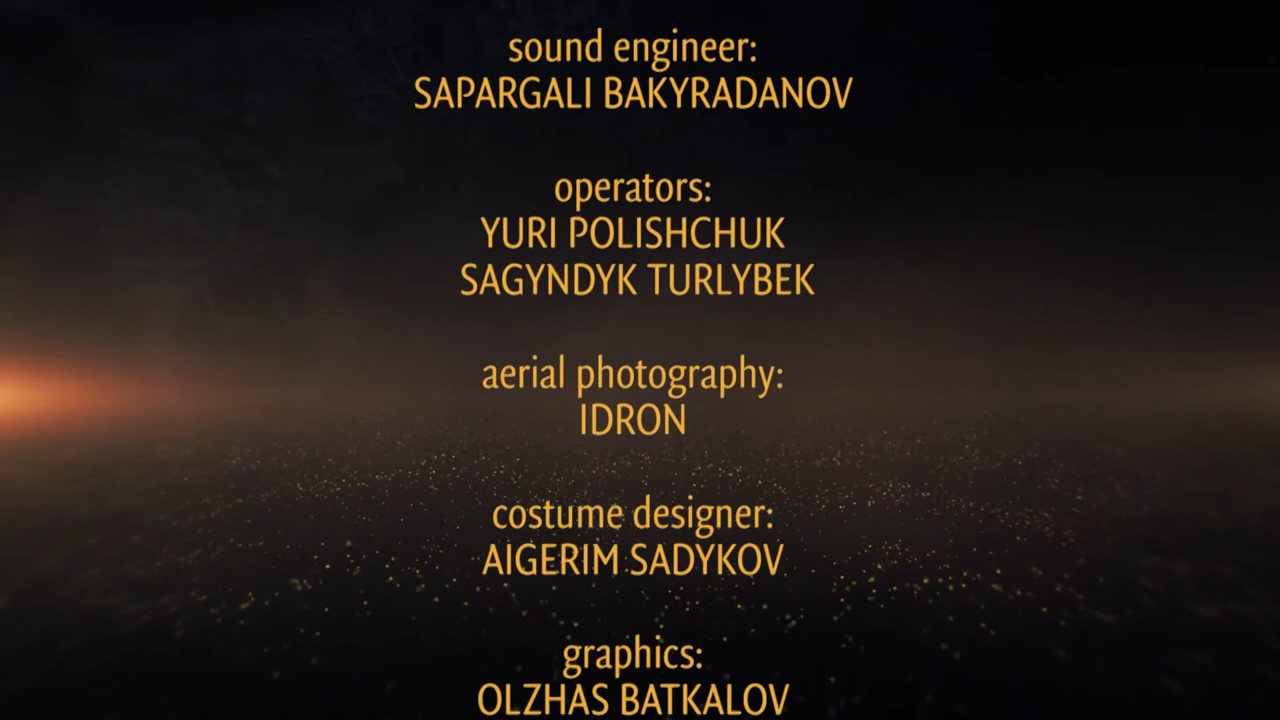 sound engineer:
SAPARGALI BAKYRADANOV
operators:
YURI POLISHCHUK
SAGYNDYK TURLYBEK
aerial photography:
IDRON
costume designer:
AIGERIM SADYKOV
graphics:
OLZHAS BATKALOV